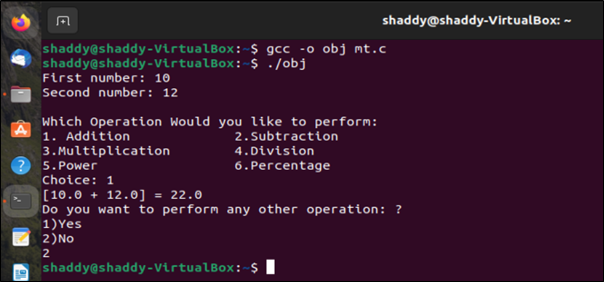 shaddy@shaddy-VirtualBox: ~
shaddy@shaddy-VirtualBox:~$ gcc -o obj mt.c
shaddy@shaddy-VirtualBox:~$ ./obj
First number: 10
Second number: 12
Which Operation Would you like to perform:
1. Addition 2.Subtraction
3.Multiplication 4.Division
5.Power 6.Percentage
Choice: 1
[10.0 + 12.0] = 22.0
Do you want to perform any other operation: ?
1)Yes
2)No
2
shaddy@shaddy-VirtualBox:~$